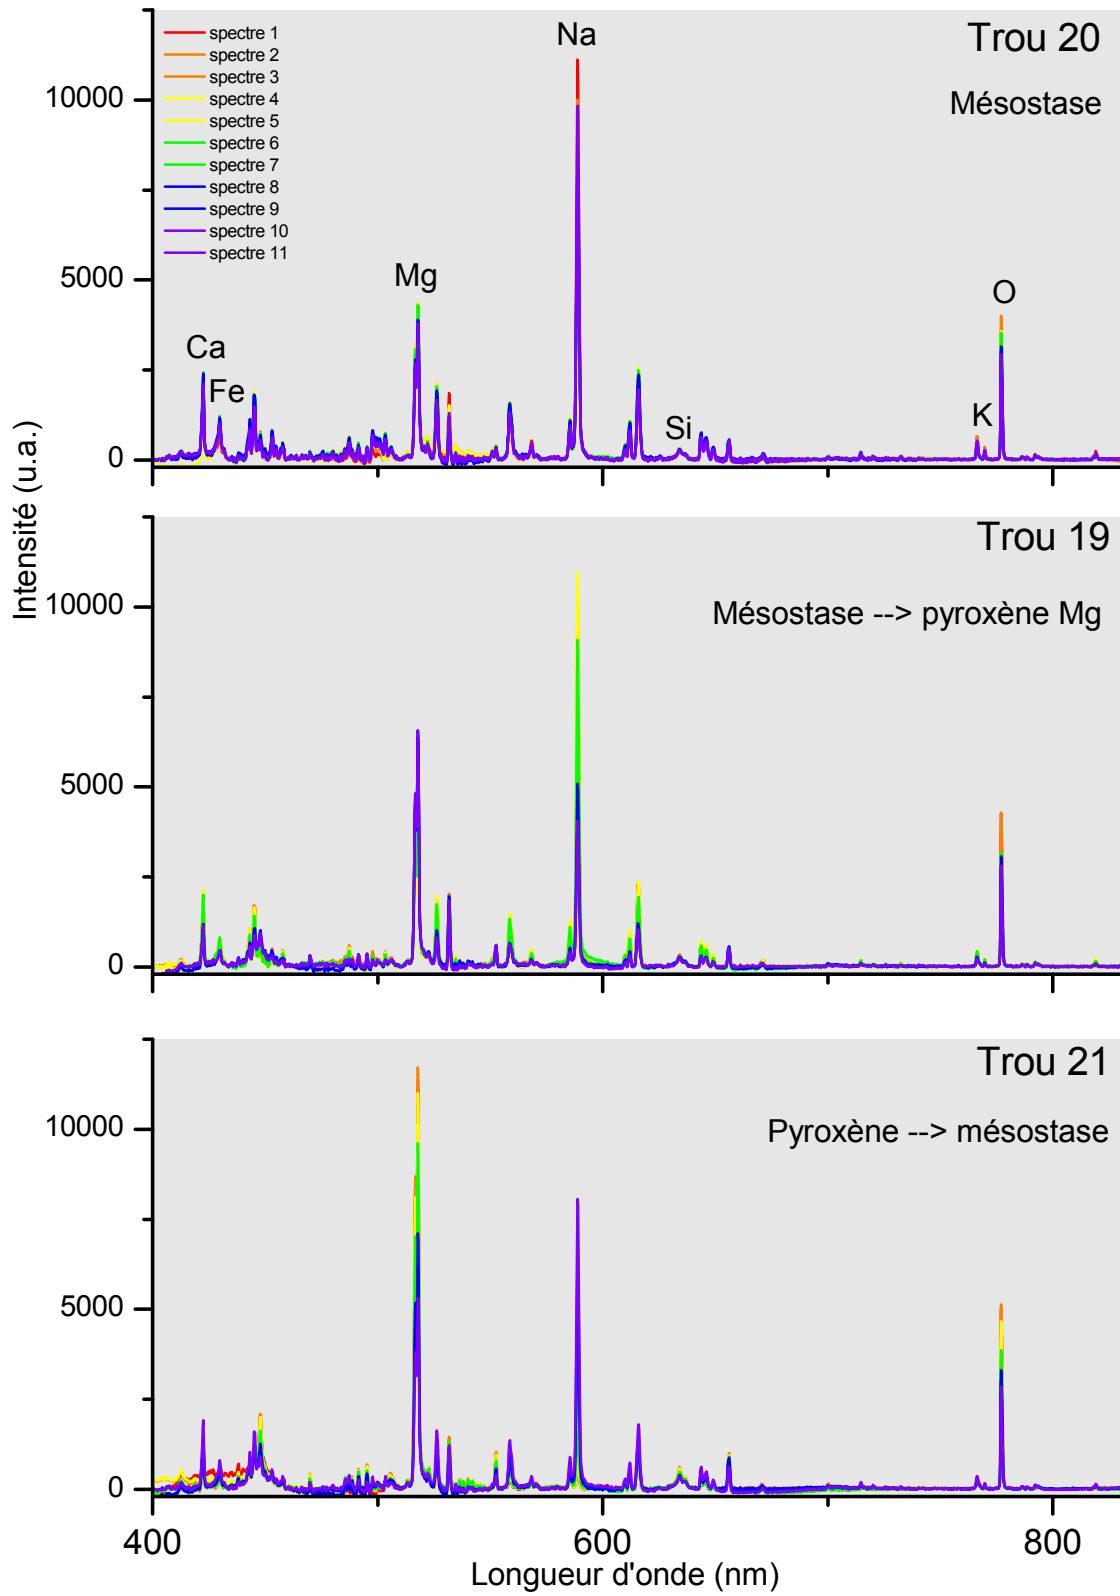 Trou 20
Mésostase
spectre 1
spectre 2
spectre 3
spectre 4
spectre 5
spectre 6
spectre 7
spectre 8
spectre 9
spectre 10
spectre 11
Na
Mg
Ca
Fe
Si
K
O
10000
5000
0
Intensité (u.a.)
Trou 19
Mésostase --> pyroxène Mg
10000
5000
0
Trou 21
Pyroxène --> mésostase
10000
5000
0
400
600
800
Longueur d'onde (nm)